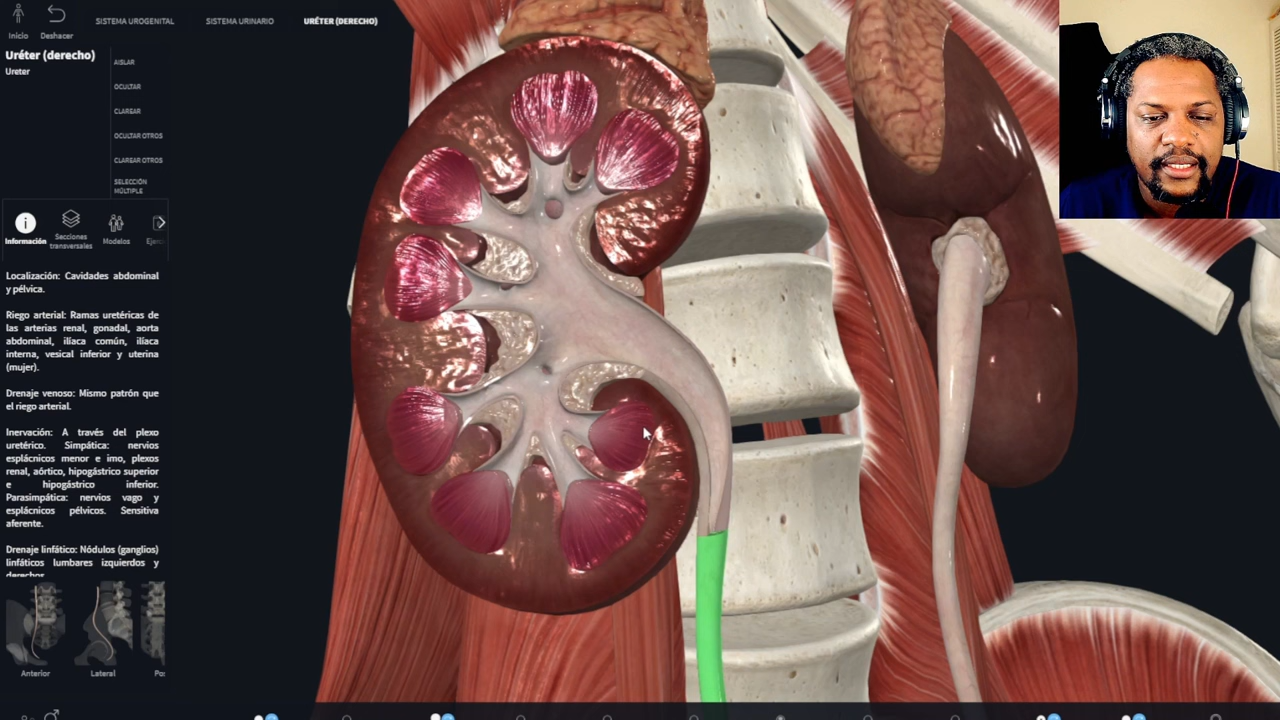 Inicio
Deshacer
SISTEMA UROGENITAL
SISTEMA URINARIO
URÉTER (DERECHO)
Uréter (derecho)
Ureter
AISLAR
OCULTAR
CLAREAR
OCULTAR OTROS
CLAREAR OTROS
SELECCIÓN
MÚLTIPLE
Información
Secciones
transversales
Modelos
Localización: Cavidades abdominal
y pélvica.
Riego arterial: Ramas uretéricas de
las arterias renal, gonadal, aorta
abdominal, ilíaca común, ilíaca
interna, vesical inferior y uterina
(mujer).
Drenaje venoso: Mismo patrón que
el riego arterial.
Inervación: A través del plexo
uretérico. Simpática: nervios
esplácnicos menor e imo, plexos
renal, aórtico, hipogástrico superior
e hipogástrico inferior.
Parasimpática: nervios vago y
esplácnicos pélvicos. Sensitiva
aferente.
Drenaje linfático: Nódulos (ganglios)
linfáticos lumbares izquierdos y
derechos
Anterior
Lateral